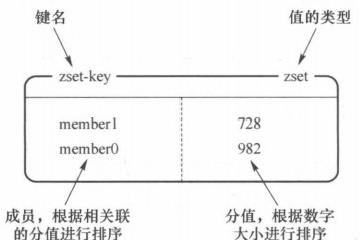 键名
值的类型
zset-key
zset
member1
728
member0
982
成员，根据相关联
的分值进行排序
分值，根据数字
大小进行排序